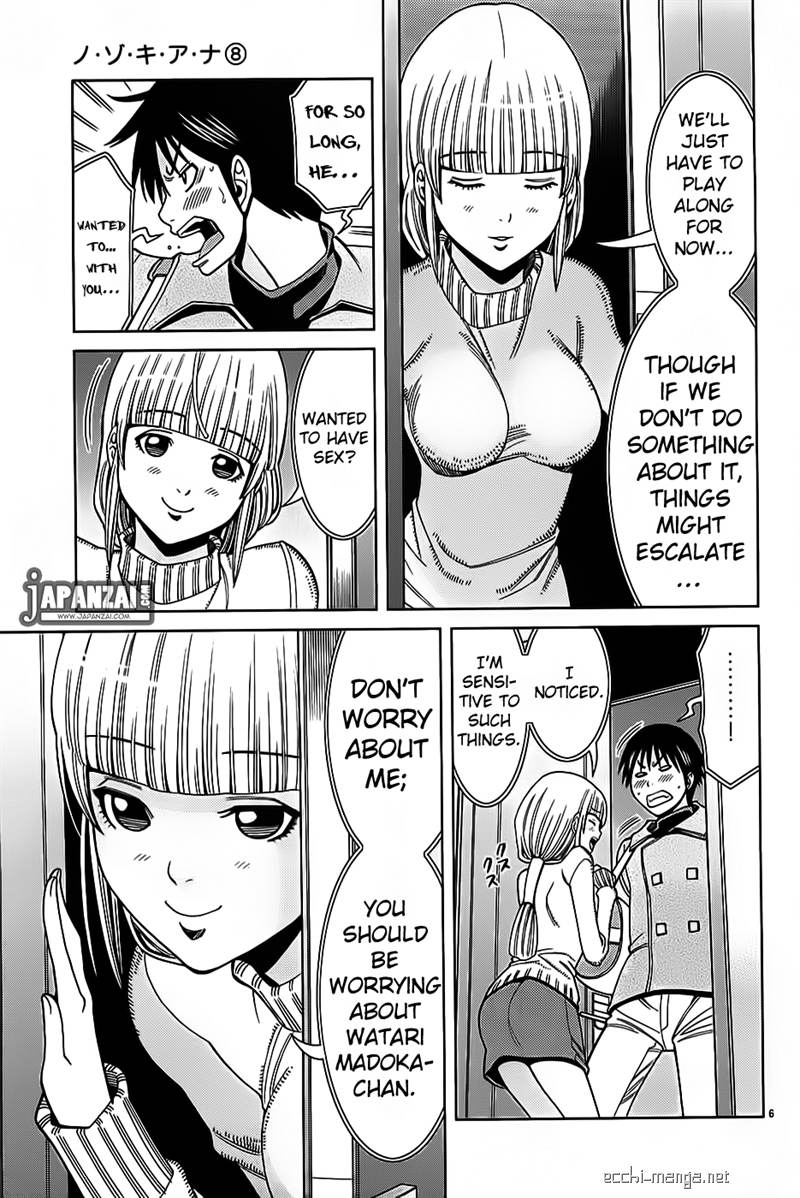 ノ・ゾ・キ・ア・ナ⑧
WE'LL
JUST
HAVE TO
PLAY
ALONG
FOR
NOW...
THOUGH
IF WE
DON'T DO
SOMETHING
ABOUT IT,
THINGS
MIGHT
ESCALATE
...
FOR SO
LONG,
HE...
WANTED
TO...
WITH
YOU...
WANTED
TO HAVE
SEX?
JAPANZAI.COM
WWW.JAPANZAI.COM
.........
I
NOTICED.
I'M
SENSI-
TIVE TO
SUCH
THINGS.
クスクス
DON'T
WORRY
ABOUT
ME;
YOU
SHOULD
BE
WORRYING
ABOUT
WATARI
MADOKA-
CHAN.
6
ecchi-manga.net